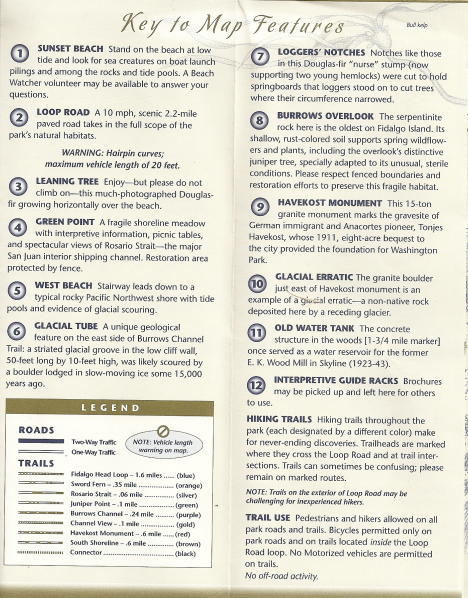 Key to Map Features
Bull kelp
1 SUNSET BEACH Stand on the beach at low
tide and look for sea creatures on boat launch
pilings and among the rocks and tide pools. A Beach
Watcher volunteer may be available to answer your
questions.
2 LOOP ROAD A 10 mph, scenic 2.2-mile
paved road takes in the full scope of the
park's natural habitats.
WARNING: Hairpin curves;
maximum vehicle length of 20 feet.
3 LEANING TREE Enjoy—but please do not
climb on—this much-photographed Douglas-
fir growing horizontally over the beach.
4 GREEN POINT A fragile shoreline meadow
with interpretive information, picnic tables,
and spectacular views of Rosario Strait—the major
San Juan interior shipping channel. Restoration area
protected by fence.
5 WEST BEACH Stairway leads down to a
typical rocky Pacific Northwest shore with tide
pools and evidence of glacial scouring.
6 GLACIAL TUBE A unique geological
feature on the east side of Burrows Channel
Trail: a striated glacial groove in the low cliff wall,
50-feet long by 10-feet high, was likely scoured by
a boulder lodged in slow-moving ice some 15,000
years ago.
LEGEND
ROADS
Two-Way Traffic
One-Way Traffic
NOTE: Vehicle length
warning on map.
TRAILS
Fidalgo Head Loop – 1.6 miles ..... (blue)
Sword Fern – .35 mile ................. (orange)
Rosario Strait – .06 mile .............. (silver)
Juniper Point – .1 mile ................ (green)
Burrows Channel – .24 mile ........ (purple)
Channel View – .1 mile ............... (gold)
Havekost Monument – .6 mile .... (red)
South Shoreline – .6 mile ............ (brown)
Connector .................................. (black)
7 LOGGERS' NOTCHES Notches like those
in this Douglas-fir "nurse" stump (now
supporting two young hemlocks) were cut to hold
springboards that loggers stood on to cut trees
where their circumference narrowed.
8 BURROWS OVERLOOK The serpentinite
rock here is the oldest on Fidalgo Island. Its
shallow, rust-colored soil supports spring wildflow-
ers and plants, including the overlook's distinctive
juniper tree, specially adapted to its unusual, sterile
conditions. Please respect fenced boundaries and
restoration efforts to preserve this fragile habitat.
9 HAVEKOST MONUMENT This 15-ton
granite monument marks the gravesite of
German immigrant and Anacortes pioneer, Tonjes
Havekost, whose 1911, eight-acre bequest to
the city provided the foundation for Washington
Park.
10 GLACIAL ERRATIC The granite boulder
just east of Havekost monument is an
example of a glacial erratic—a non-native rock
deposited here by a receding glacier.
11 OLD WATER TANK The concrete
structure in the woods [1-3/4 mile marker]
once served as a water reservoir for the former
E. K. Wood Mill in Skyline (1923-43).
12 INTERPRETIVE GUIDE RACKS Brochures
may be picked up and left here for others
to use.
HIKING TRAILS Hiking trails throughout the
park (each designated by a different color) make
for never-ending discoveries. Trailheads are marked
where they cross the Loop Road and at trail inter-
sections. Trails can sometimes be confusing; please
remain on marked routes.
NOTE: Trails on the exterior of Loop Road may be
challenging for inexperienced hikers.
TRAIL USE Pedestrians and hikers allowed on all
park roads and trails. Bicycles permitted only on
park roads and on trails located inside the Loop
Road loop. No Motorized vehicles are permitted
on trails.
No off-road activity.